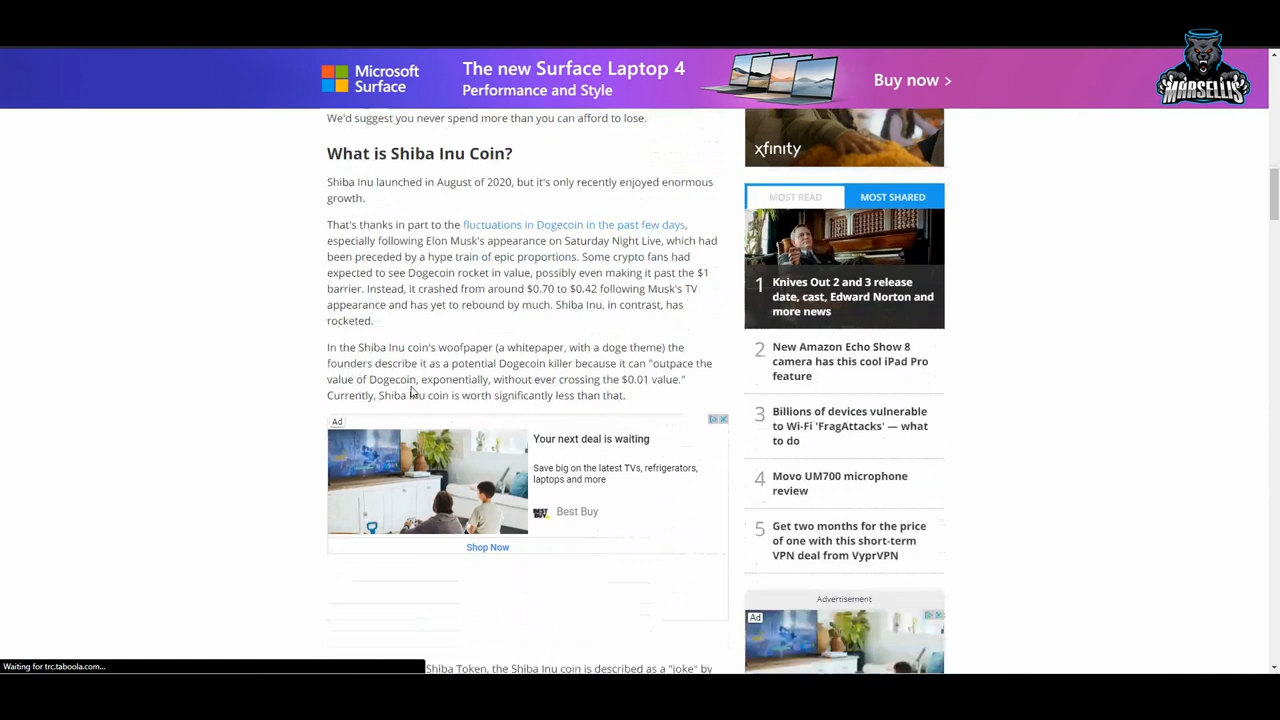 Microsoft
Surface
The new Surface Laptop 4
Performance and Style
Buy now >
MARSELLIS
We'd suggest you never spend more than you can afford to lose.
What is Shiba Inu Coin?
Shiba Inu launched in August of 2020, but it's only recently enjoyed enormous
growth.
That's thanks in part to the fluctuations in Dogecoin in the past few days,
especially following Elon Musk's appearance on Saturday Night Live, which had
been preceded by a hype train of epic proportions. Some crypto fans had
expected to see Dogecoin rocket in value, possibly even making it past the $1
barrier. Instead, it crashed from around $0.70 to $0.42 following Musk's TV
appearance and has yet to rebound by much. Shiba Inu, in contrast, has
rocketed.
In the Shiba Inu coin's woofpaper (a whitepaper, with a doge theme) the
founders describe it as a potential Dogecoin killer because it can "outpace the
value of Dogecoin, exponentially, without ever crossing the $0.01 value."
Currently, Shiba Inu coin is worth significantly less than that.
Ad
Your next deal is waiting
Save big on the latest TVs, refrigerators,
laptops and more
BEST BUY
Best Buy
Shop Now
Shiba Token, the Shiba Inu coin is described as a "joke" by
xfinity
MOST READ
MOST SHARED
1 Knives Out 2 and 3 release
date, cast, Edward Norton and
more news
2 New Amazon Echo Show 8
camera has this cool iPad Pro
feature
3 Billions of devices vulnerable
to Wi-Fi 'FragAttacks' — what
to do
4 Movo UM700 microphone
review
5 Get two months for the price
of one with this short-term
VPN deal from VyprVPN
Advertisement
Ad
Waiting for trc.taboola.com...